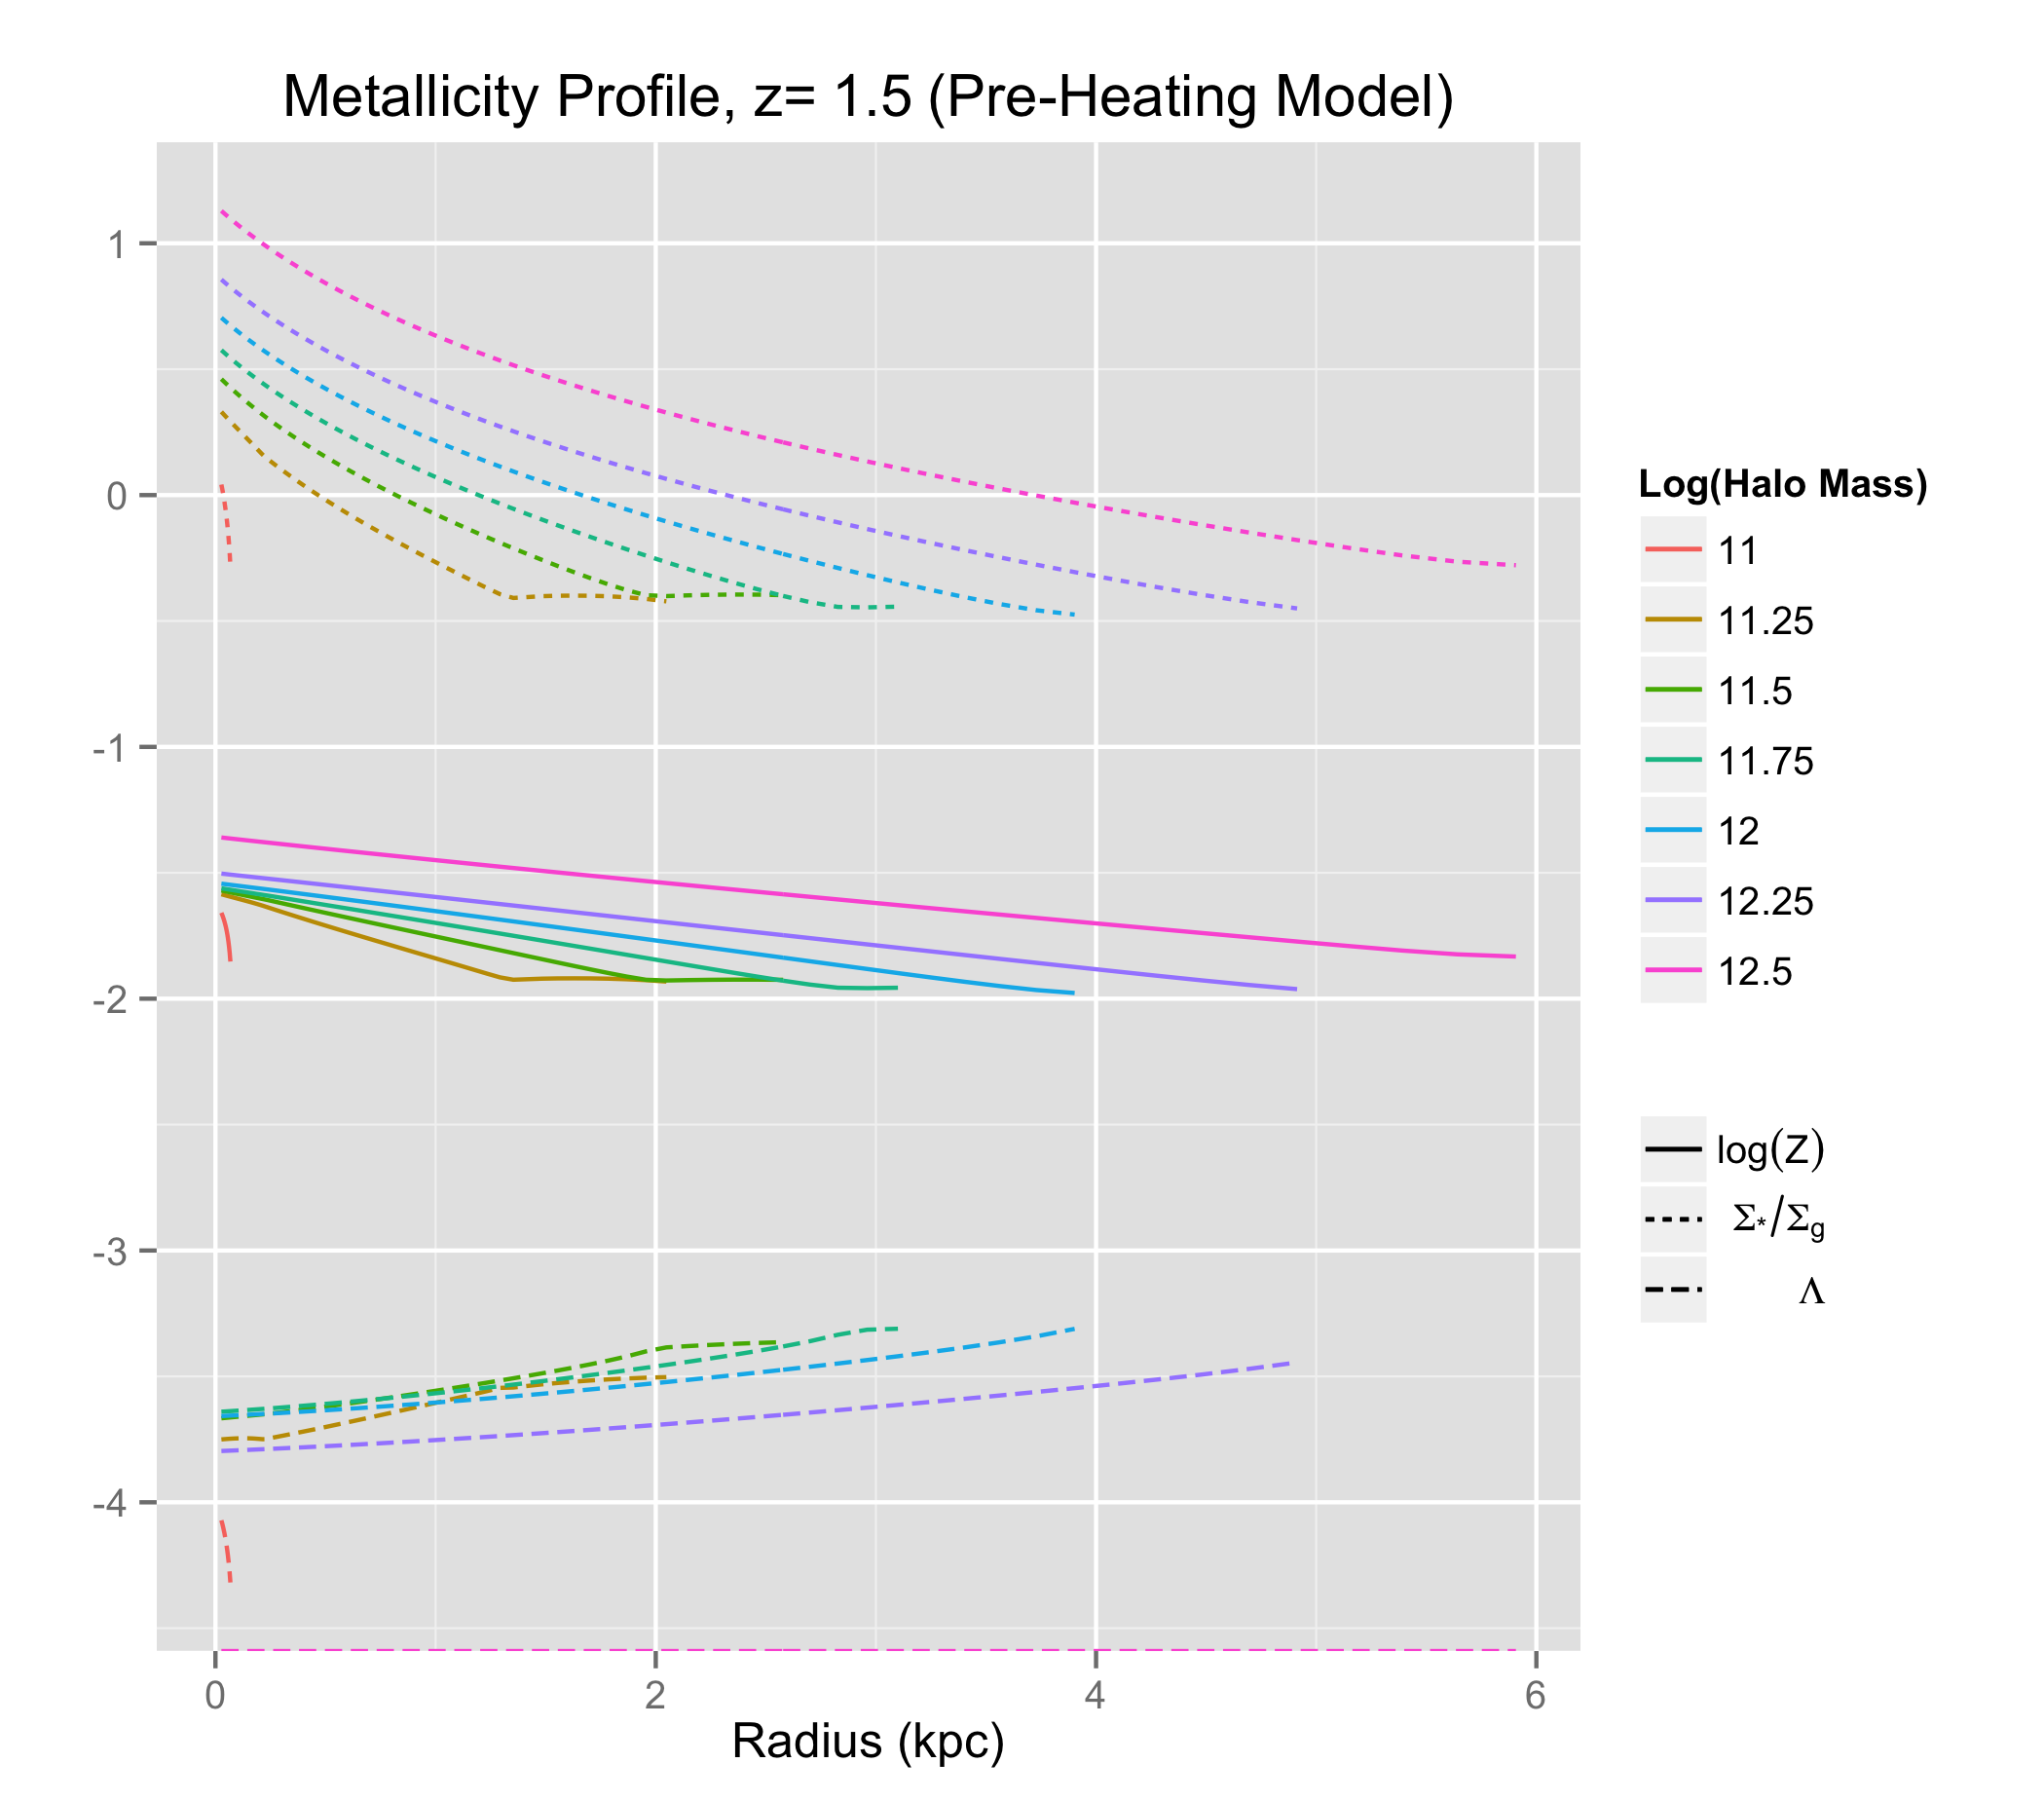 Metallicity Profile, z= 1.5 (Pre-Heating Model)
1
0
-1
-2
-3
-4
0 2 4 6
Radius (kpc)
Log(Halo Mass)
11
11.25
11.5
11.75
12
12.25
12.5
log(Z)
Σ*/Σg
Λ